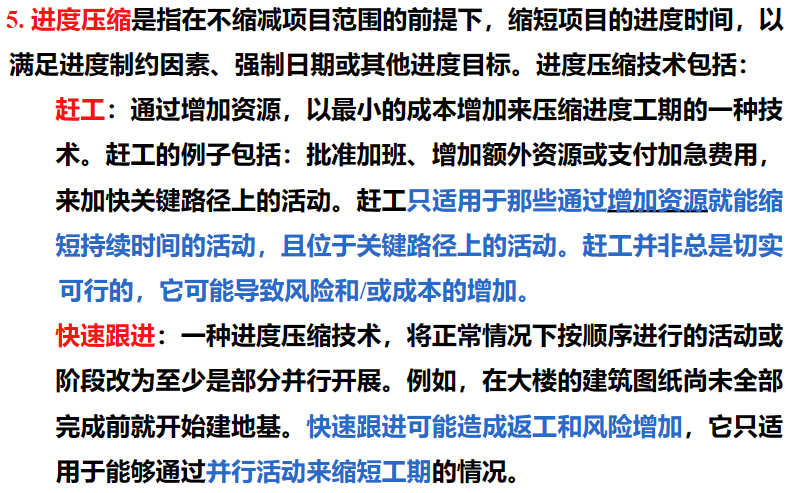 5. 进度压缩是指在不缩减项目范围的前提下，缩短项目的进度时间，以
满足进度制约因素、强制日期或其他进度目标。进度压缩技术包括：
赶工：通过增加资源，以最小的成本增加来压缩进度工期的一种技
术。赶工的例子包括：批准加班、增加额外资源或支付加急费用，
来加快关键路径上的活动。赶工只适用于那些通过增加资源就能缩
短持续时间的活动，且位于关键路径上的活动。赶工并非总是切实
可行的，它可能导致风险和/或成本的增加。
快速跟进：一种进度压缩技术，将正常情况下按顺序进行的活动或
阶段改为至少是部分并行开展。例如，在大楼的建筑图纸尚未全部
完成前就开始建地基。快速跟进可能造成返工和风险增加，它只适
用于能够通过并行活动来缩短工期的情况。